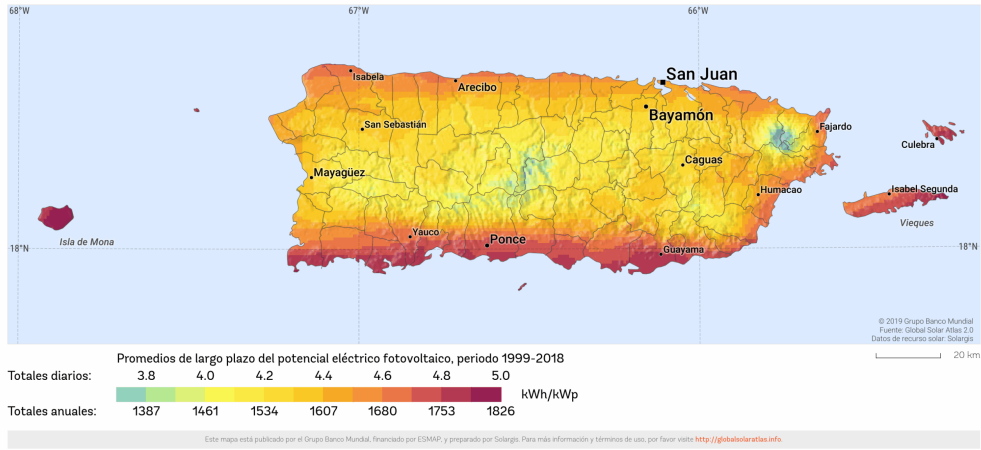 68°W 67°W 66°W
San Juan
Isabela
Arecibo
Bayamón
San Sebastián
Fajardo
Culebra
Caguas
Mayagüez
Humacao
Isabel Segunda
Vieques
Yauco
Ponce
Isla de Mona
18°N
Guayama
18°N
© 2019 Grupo Banco Mundial
Fuente: Global Solar Atlas 2.0
Datos de recurso solar: Solargis
20 km
Promedios de largo plazo del potencial eléctrico fotovoltaico, periodo 1999-2018
Totales diarios: 3.8 4.0 4.2 4.4 4.6 4.8 5.0
kWh/kWp
Totales anuales: 1387 1461 1534 1607 1680 1753 1826
Este mapa está publicado por el Grupo Banco Mundial, financiado por ESMAP, y preparado por Solargis. Para más información y términos de uso, por favor visite http://globalsolaratlas.info.